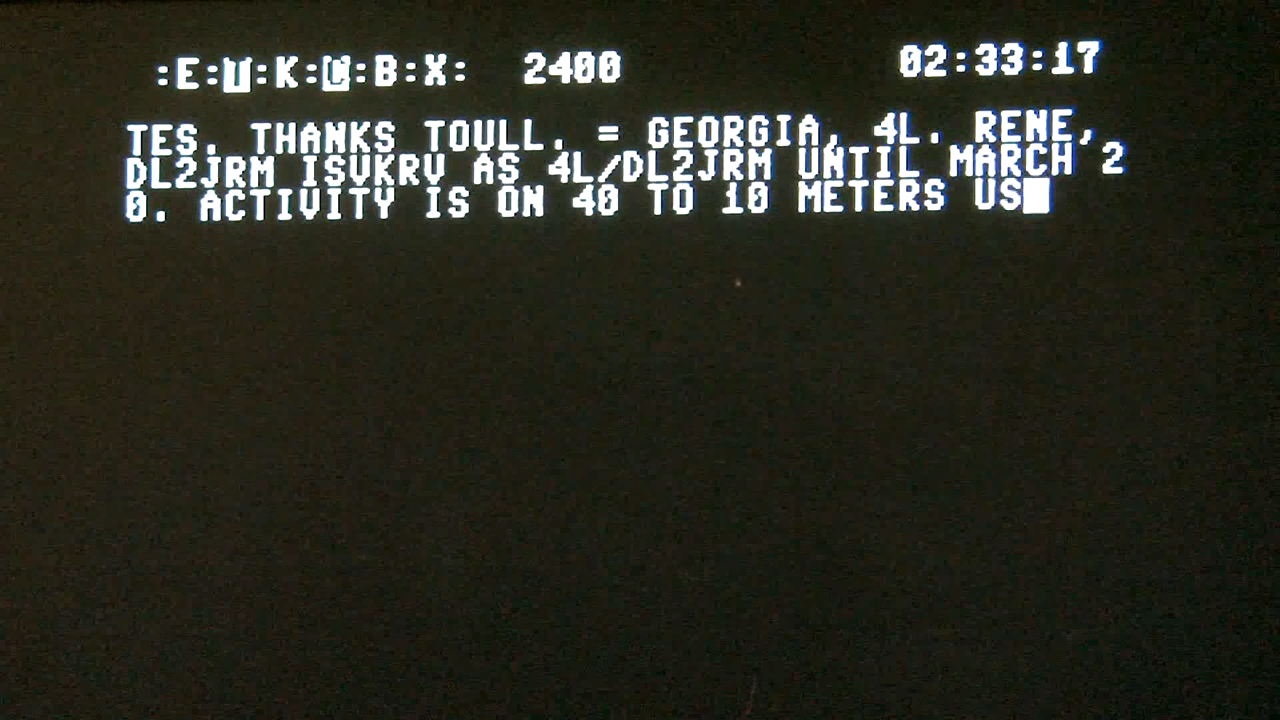 :E:T:K:C:B:X: 2400 02:33:17
TES. THANKS TOULL. = GEORGIA, 4L. RENE,
DL2JRM ISVKRV AS 4L/DL2JRM UNTIL MARCH 2
0. ACTIVITY IS ON 40 TO 10 METERS US